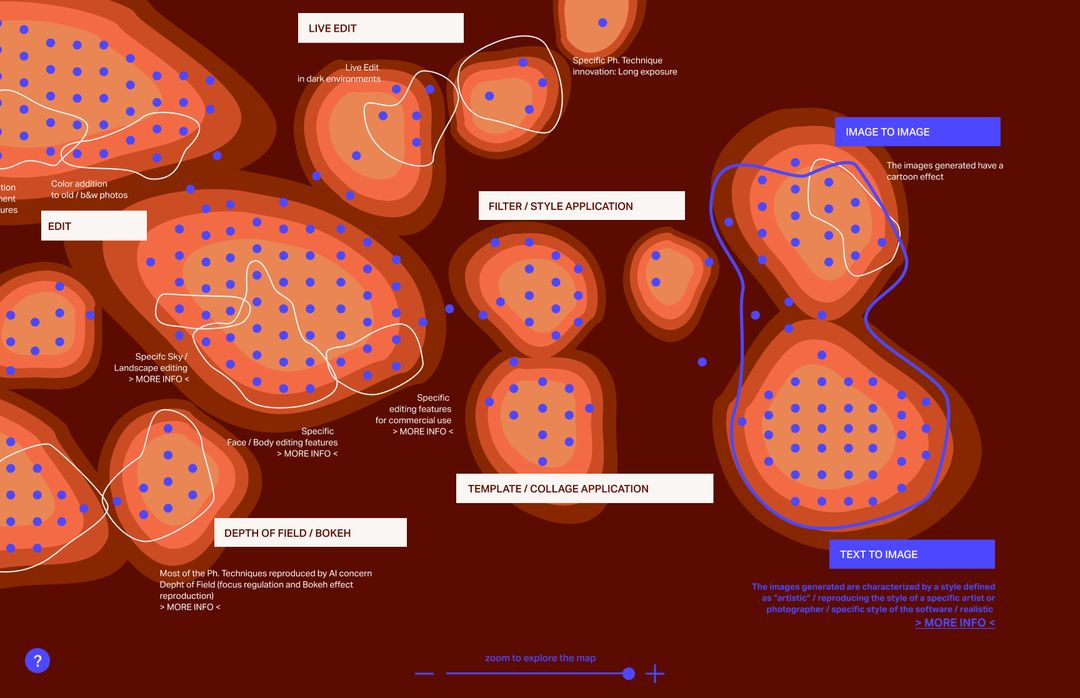 LIVE EDIT
Live Edit
in dark environments
Specific Ph. Technique
innovation: Long exposure
IMAGE TO IMAGE
The images generated have a
cartoon effect
tion
nent
ures
Color addition
to old / b&w photos
EDIT
FILTER / STYLE APPLICATION
Specifc Sky /
Landscape editing
> MORE INFO <
Specific
editing features
for commercial use
> MORE INFO <
Specific
Face / Body editing features
> MORE INFO <
TEMPLATE / COLLAGE APPLICATION
DEPTH OF FIELD / BOKEH
Most of the Ph. Techniques reproduced by AI concern
Depht of Field (focus regulation and Bokeh effect
reproduction)
> MORE INFO <
TEXT TO IMAGE
The images generated are characterized by a style defined
as "artistic" / reproducing the style of a specific artist or
photographer / specific style of the software / realistic
> MORE INFO <
?
zoom to explore the map